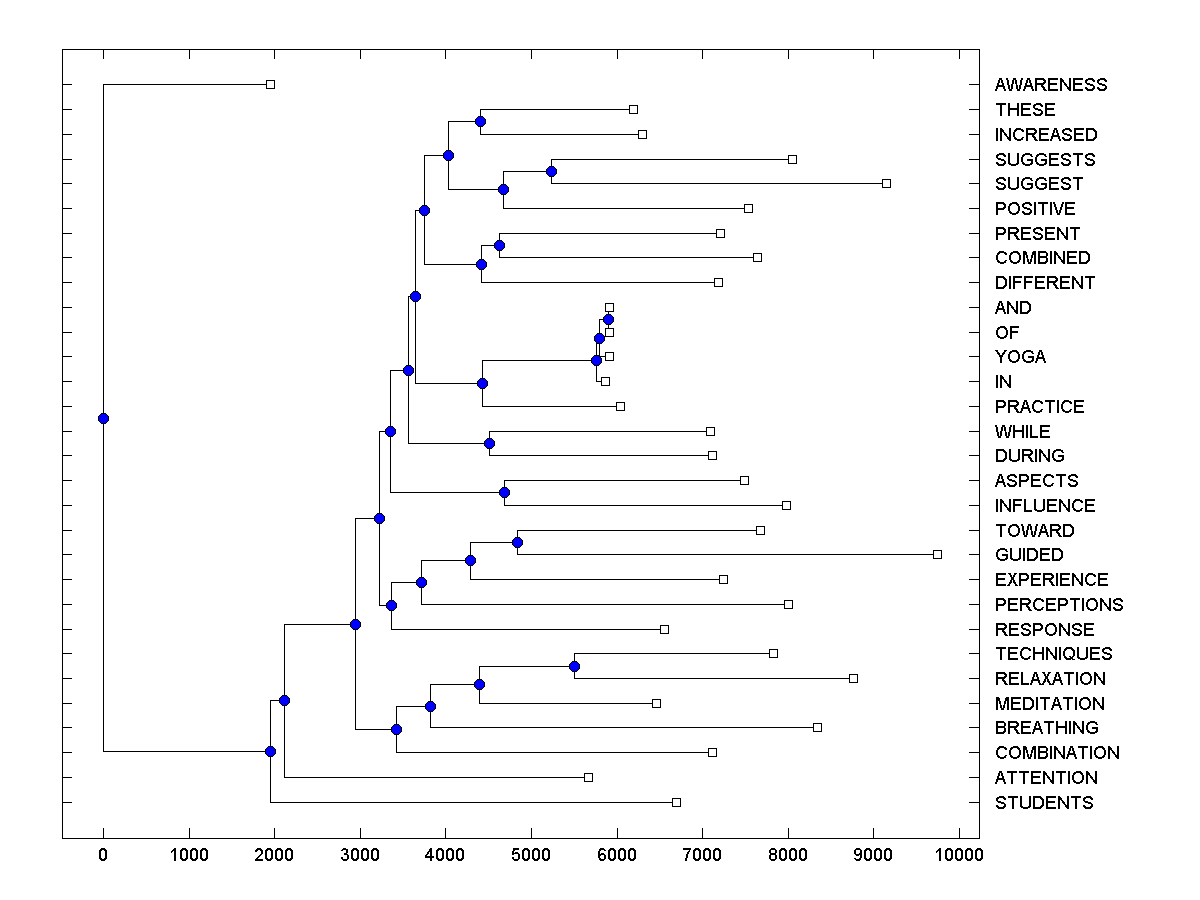 AWARENESS
THESE
INCREASED
SUGGESTS
SUGGEST
POSITIVE
PRESENT
COMBINED
DIFFERENT
AND
OF
YOGA
IN
PRACTICE
WHILE
DURING
ASPECTS
INFLUENCE
TOWARD
GUIDED
EXPERIENCE
PERCEPTIONS
RESPONSE
TECHNIQUES
RELAXATION
MEDITATION
BREATHING
COMBINATION
ATTENTION
STUDENTS
0 1000 2000 3000 4000 5000 6000 7000 8000 9000 10000